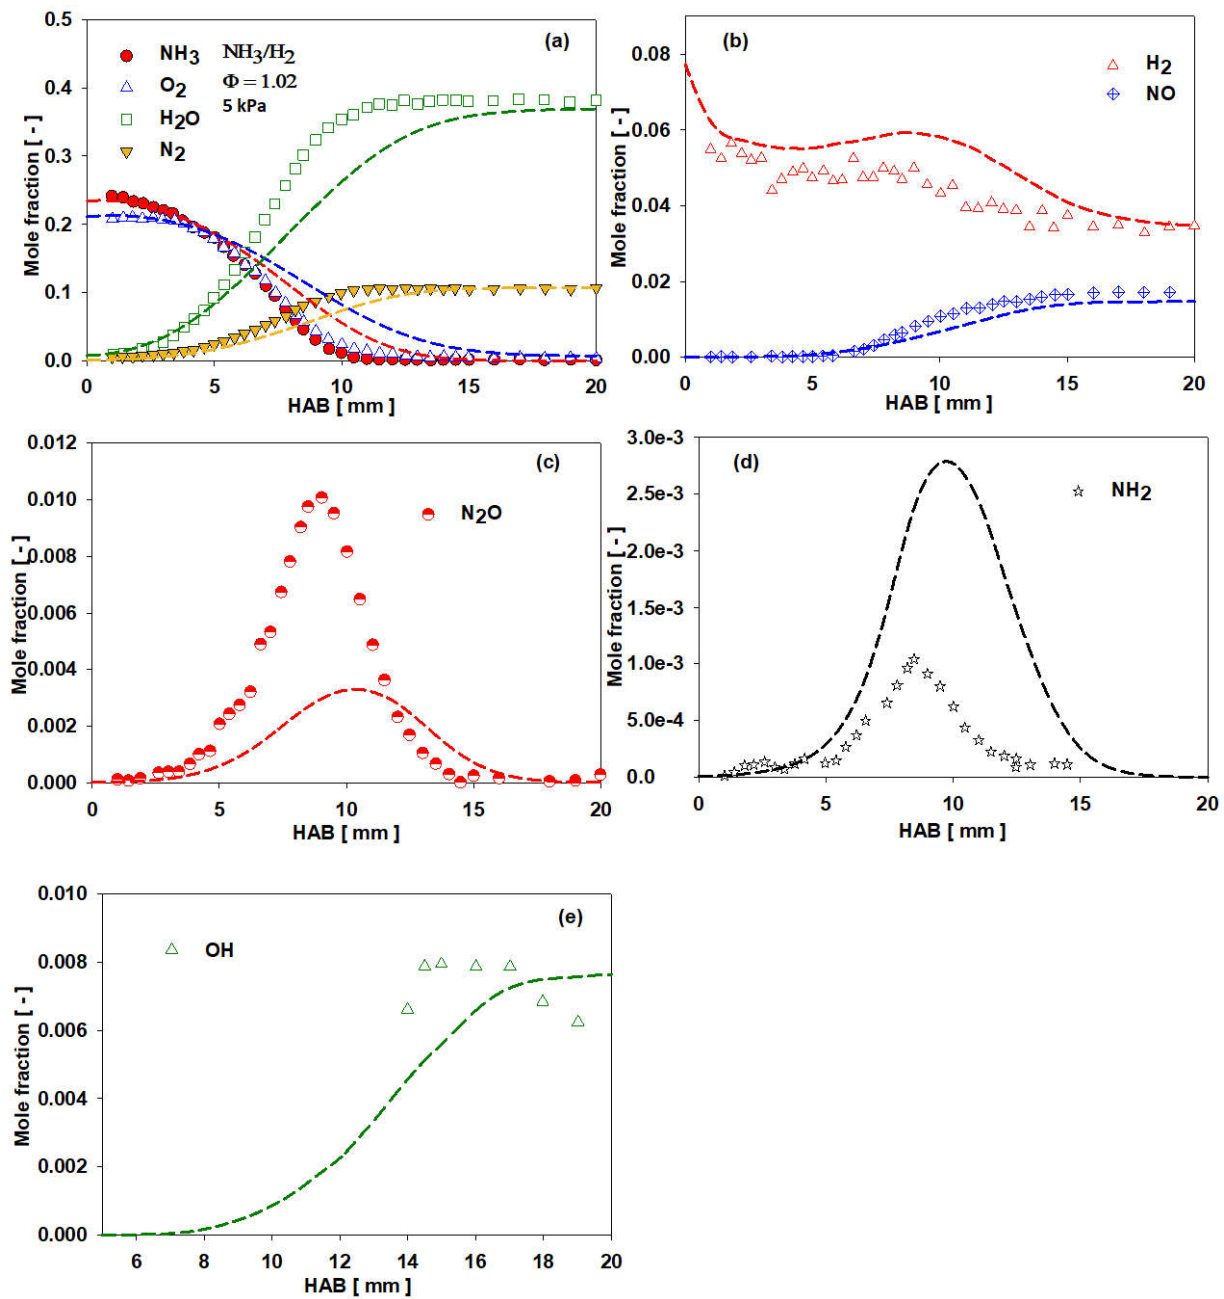 0.5
0.4
0.3
0.2
0.1
0.0
Mole fraction [ - ]
(a)
NH3 NH3/H2
O2 Φ = 1.02
H2O 5 kPa
N2
0 5 10 15 20
HAB [ mm ]
0.08
0.06
0.04
0.02
0.00
Mole fraction [ - ]
(b)
H2
NO
0 5 10 15 20
HAB [ mm ]
0.012
0.010
0.008
0.006
0.004
0.002
0.000
Mole fraction [ - ]
(c)
N2O
0 5 10 15 20
HAB [ mm ]
3.0e-3
2.5e-3
2.0e-3
1.5e-3
1.0e-3
5.0e-4
0.0
Mole fraction [ - ]
(d)
NH2
0 5 10 15 20
HAB [ mm ]
0.010
0.008
0.006
0.004
0.002
0.000
Mole fraction [ - ]
(e)
OH
6 8 10 12 14 16 18 20
HAB [ mm ]